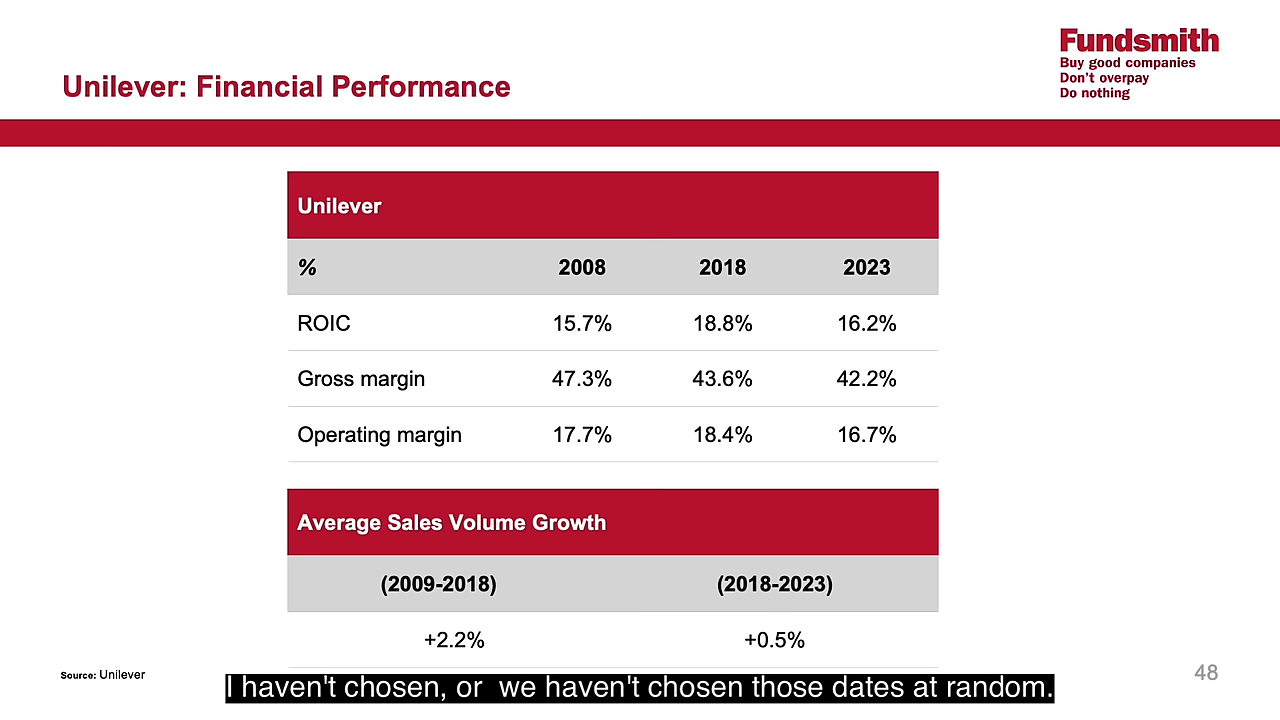 Fundsmith
Buy good companies
Don't overpay
Do nothing
Unilever: Financial Performance
Unilever
% 2008 2018 2023
ROIC 15.7% 18.8% 16.2%
Gross margin 47.3% 43.6% 42.2%
Operating margin 17.7% 18.4% 16.7%
Average Sales Volume Growth
(2009-2018) (2018-2023)
+2.2% +0.5%
Source: Unilever
48
I haven't chosen, or  we haven't chosen those dates at random.